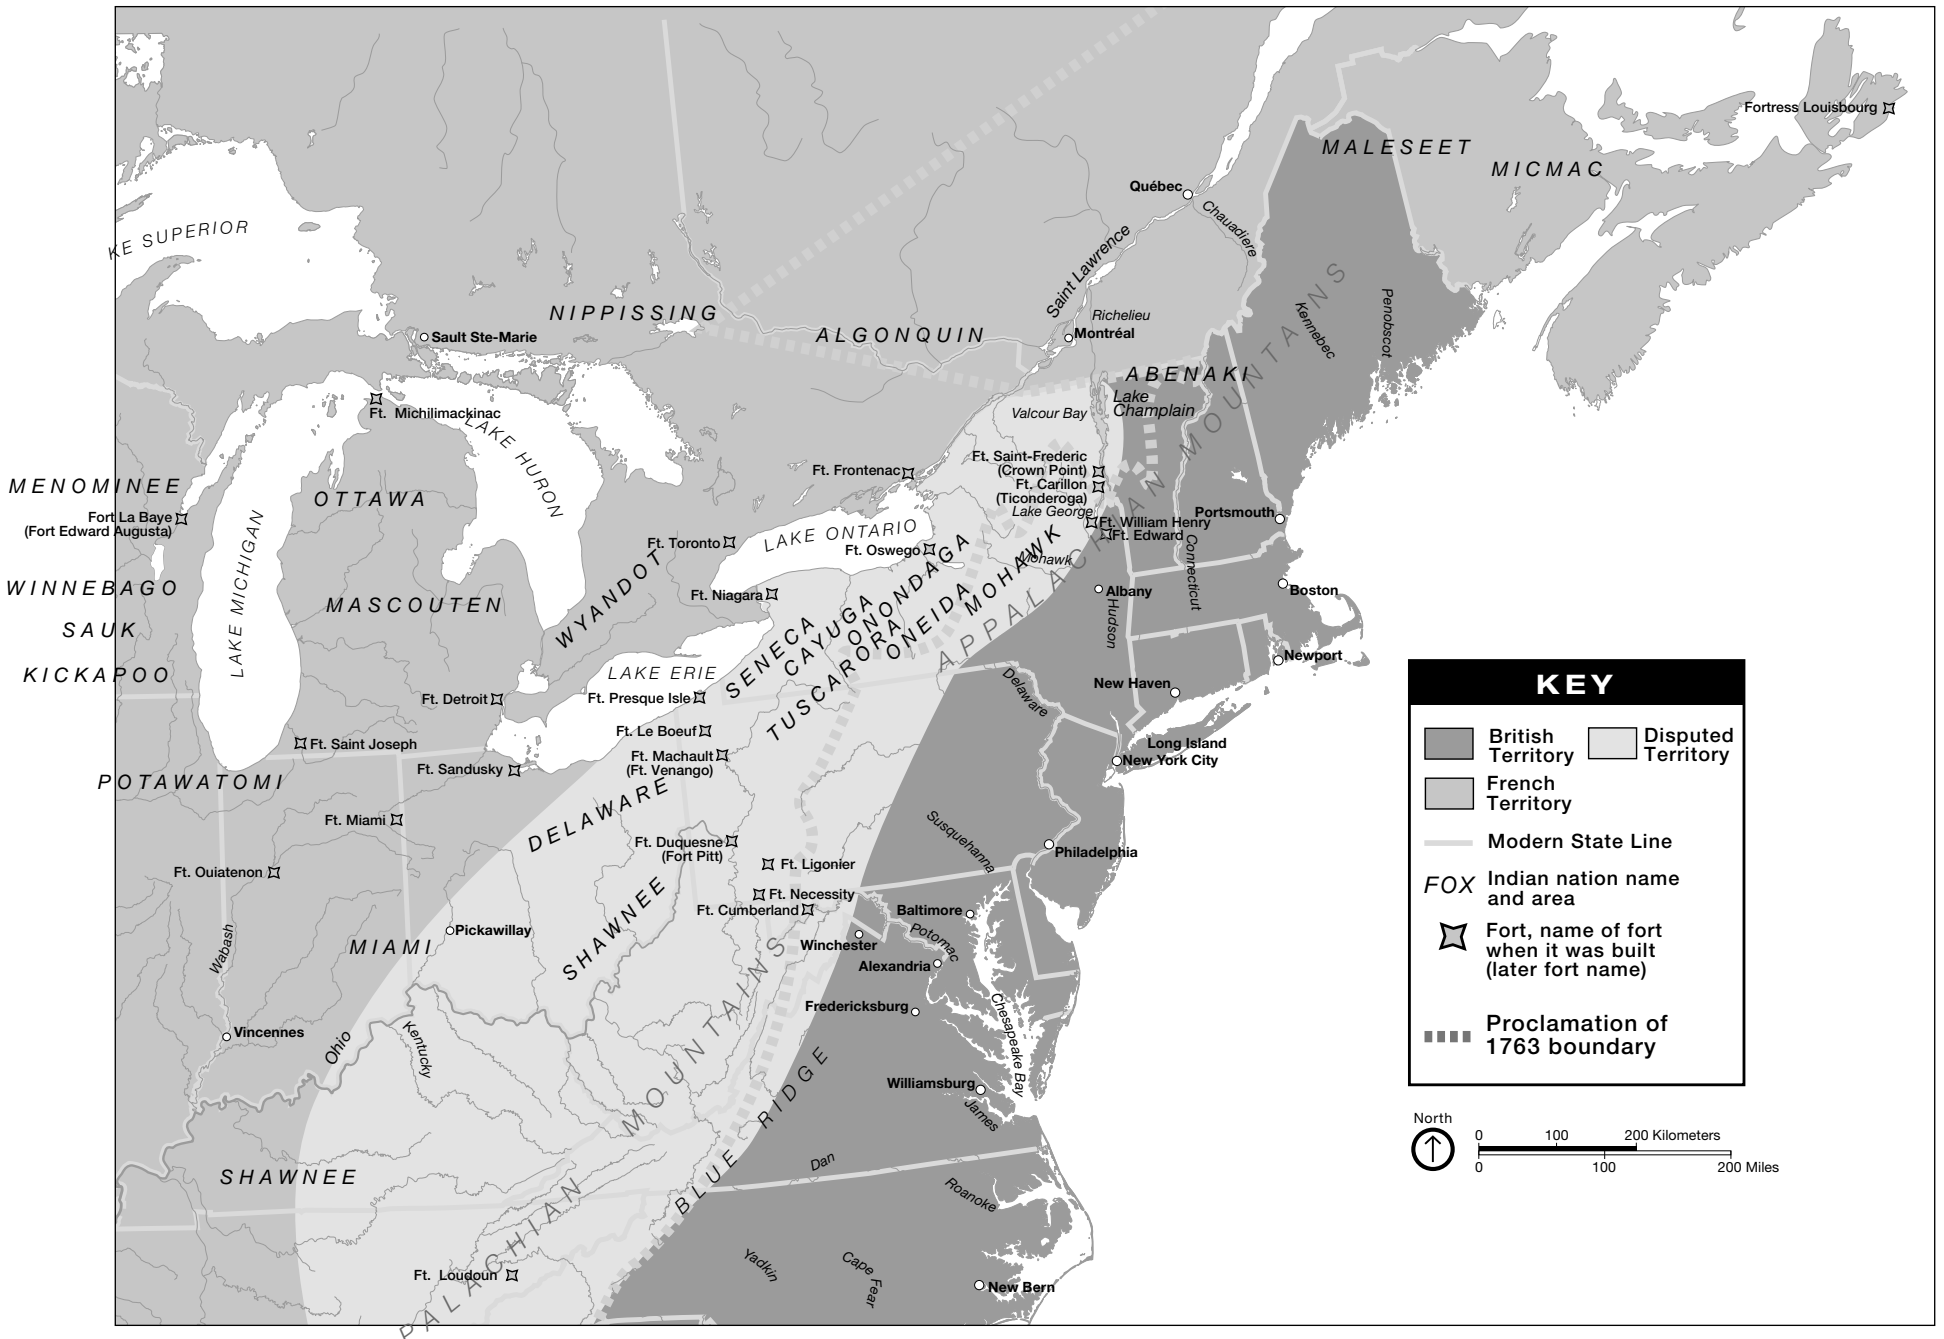 Fortress Louisbourg
MALESEET
MICMAC
Québec
Chauadiere
KE SUPERIOR
Saint Lawrence
NIPPISSING
Sault Ste-Marie
ALGONQUIN
Richelieu
Montréal
Kennebec
Penobscot
ABENAKI
Lake
Champlain
Valcour Bay
Ft. Michilimackinac
LAKE HURON
Ft. Saint-Frederic
(Crown Point)
Ft. Carillon
(Ticonderoga)
Lake George
Ft. Frontenac
MENOMINEE
OTTAWA
Fort La Baye
(Fort Edward Augusta)
LAKE MICHIGAN
Ft. William Henry
Ft. Edward
Portsmouth
Ft. Toronto
LAKE ONTARIO
Ft. Oswego
Mohawk
Connecticut
WINNEBAGO
MASCOUTEN
WYANDOT
Ft. Niagara
Albany
Hudson
Boston
SAUK
KICKAPOO
SENECA
CAYUGA
ONONDAGA
TUSCARORA
ONEIDA
MOHAWK
APPALACHIAN MOUNTAINS
LAKE ERIE
Newport
Ft. Detroit
Ft. Presque Isle
Delaware
New Haven
Ft. Le Boeuf
Ft. Machault
(Ft. Venango)
Long Island
New York City
Ft. Saint Joseph
Ft. Sandusky
POTAWATOMI
DELAWARE
Ft. Miami
Susquehanna
Ft. Duquesne
(Fort Pitt)
Philadelphia
Ft. Ligonier
Ft. Ouiatenon
SHAWNEE
Ft. Necessity
Ft. Cumberland
Baltimore
Pickawillay
MIAMI
Wabash
Winchester
Potomac
Alexandria
Fredericksburg
Chesapeake Bay
Vincennes
Ohio
Kentucky
Williamsburg
James
BLUE RIDGE
SHAWNEE
PALACHIAN MOUNTAINS
Dan
Roanoke
Yadkin
Cape Fear
Ft. Loudoun
New Bern
KEY
British
Territory
Disputed
Territory
French
Territory
Modern State Line
FOX
Indian nation name
and area
Fort, name of fort
when it was built
(later fort name)
Proclamation of
1763 boundary
North
0 100 200 Kilometers
0 100 200 Miles